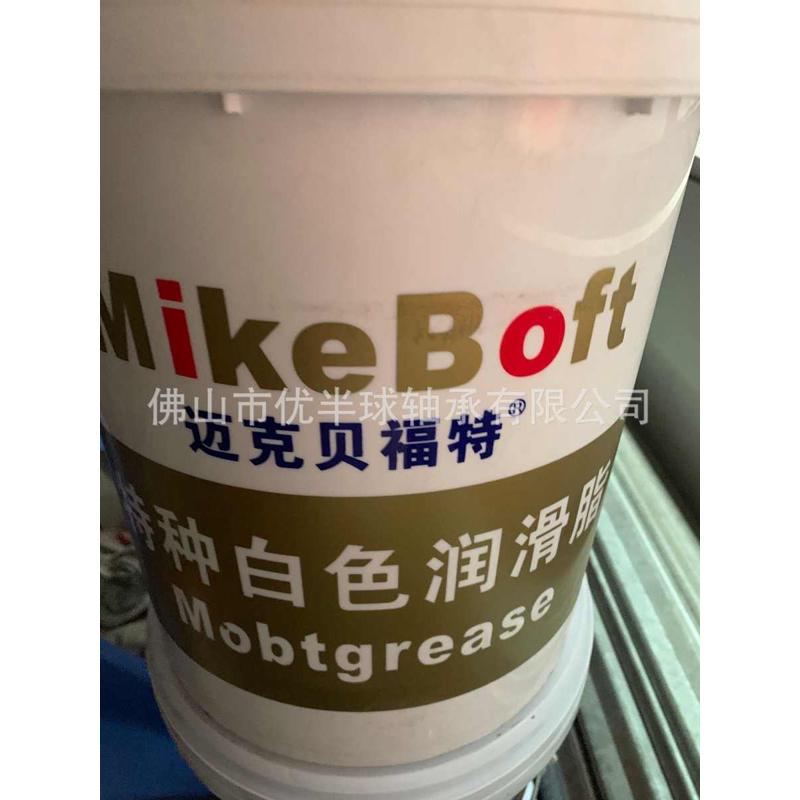 MikeBoft
佛山市优半球轴承有限公司
迈克贝福特®
特种白色润滑脂
Mobtgrease